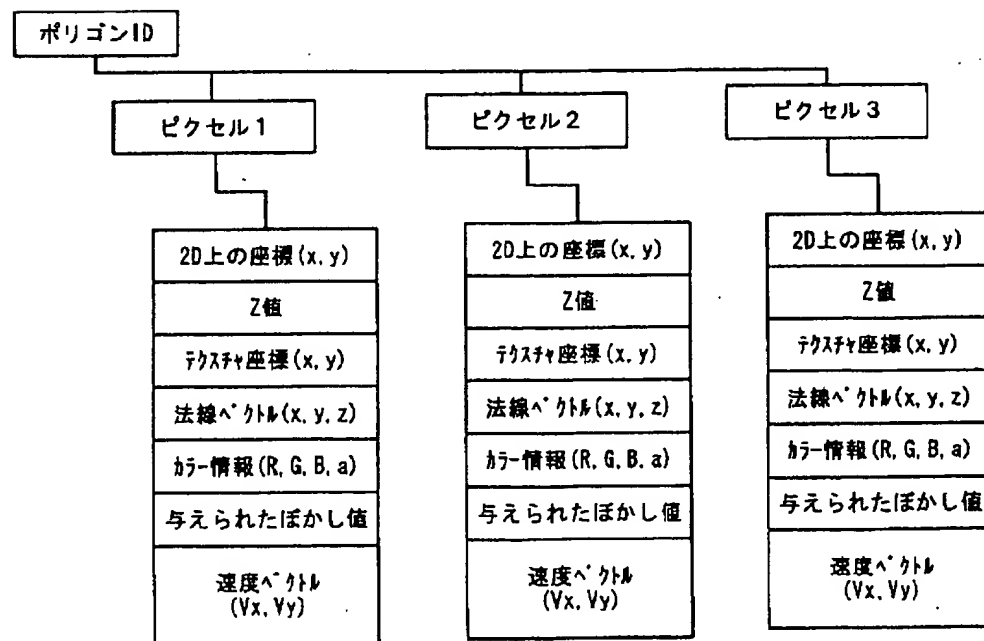 ポリゴンID
ピクセル1
ピクセル2
ピクセル3
2D上の座標(x, y)
Z値
テクスチャ座標(x, y)
法線ベクトル(x, y, z)
カラー情報(R, G, B, a)
与えられたぼかし値
速度ベクトル
(Vx, Vy)
2D上の座標(x, y)
Z値
テクスチャ座標(x, y)
法線ベクトル(x, y, z)
カラー情報(R, G, B, a)
与えられたぼかし値
速度ベクトル
(Vx, Vy)
2D上の座標(x, y)
Z値
テクスチャ座標(x, y)
法線ベクトル(x, y, z)
カラー情報(R, G, B, a)
与えられたぼかし値
速度ベクトル
(Vx, Vy)